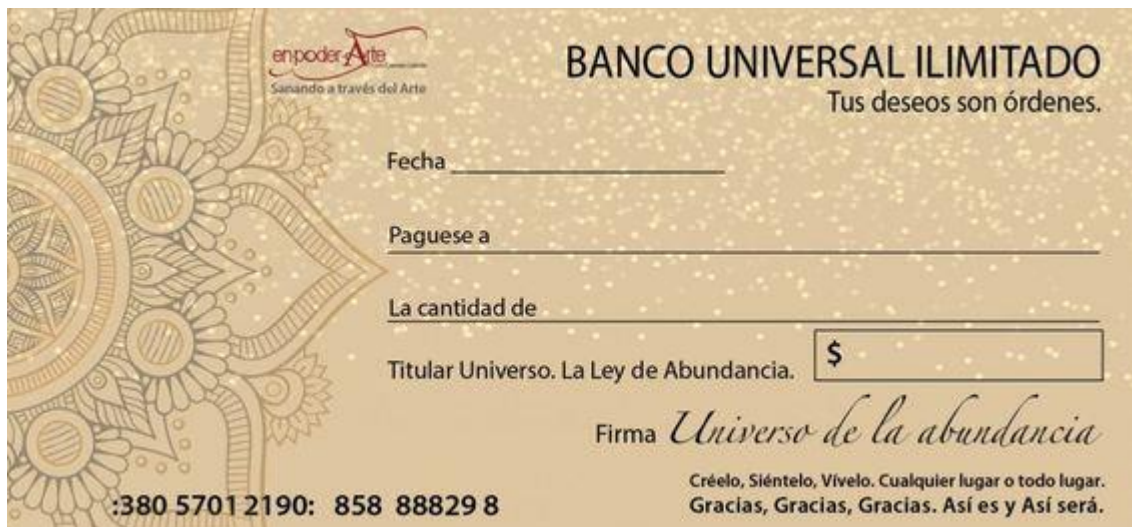 enpoder-Arte
Sanando a través del Arte
BANCO UNIVERSAL ILIMITADO
Tus deseos son órdenes.
Fecha
Paguese a
La cantidad de
Titular Universo. La Ley de Abundancia.
$
Firma Universo de la abundancia
Créelo, Siéntelo, Vívelo. Cualquier lugar o todo lugar.
Gracias, Gracias, Gracias. Así es y Así será.
:380 5701 2190: 858 88829 8